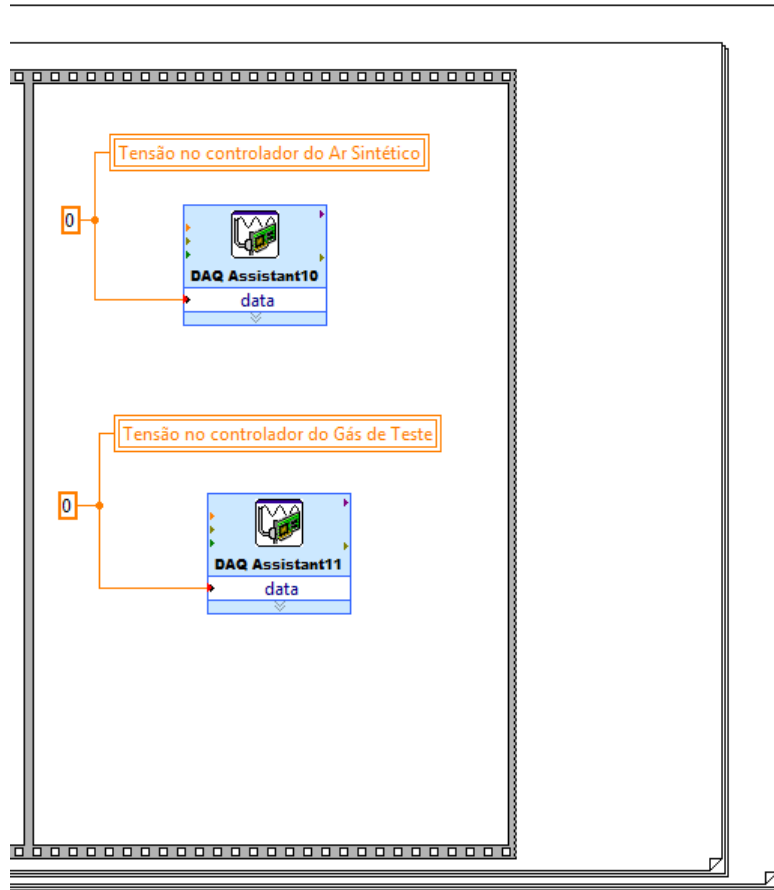 Tensão no controlador do Ar Sintético
0
DAQ Assistant10
data
Tensão no controlador do Gás de Teste
0
DAQ Assistant11
data